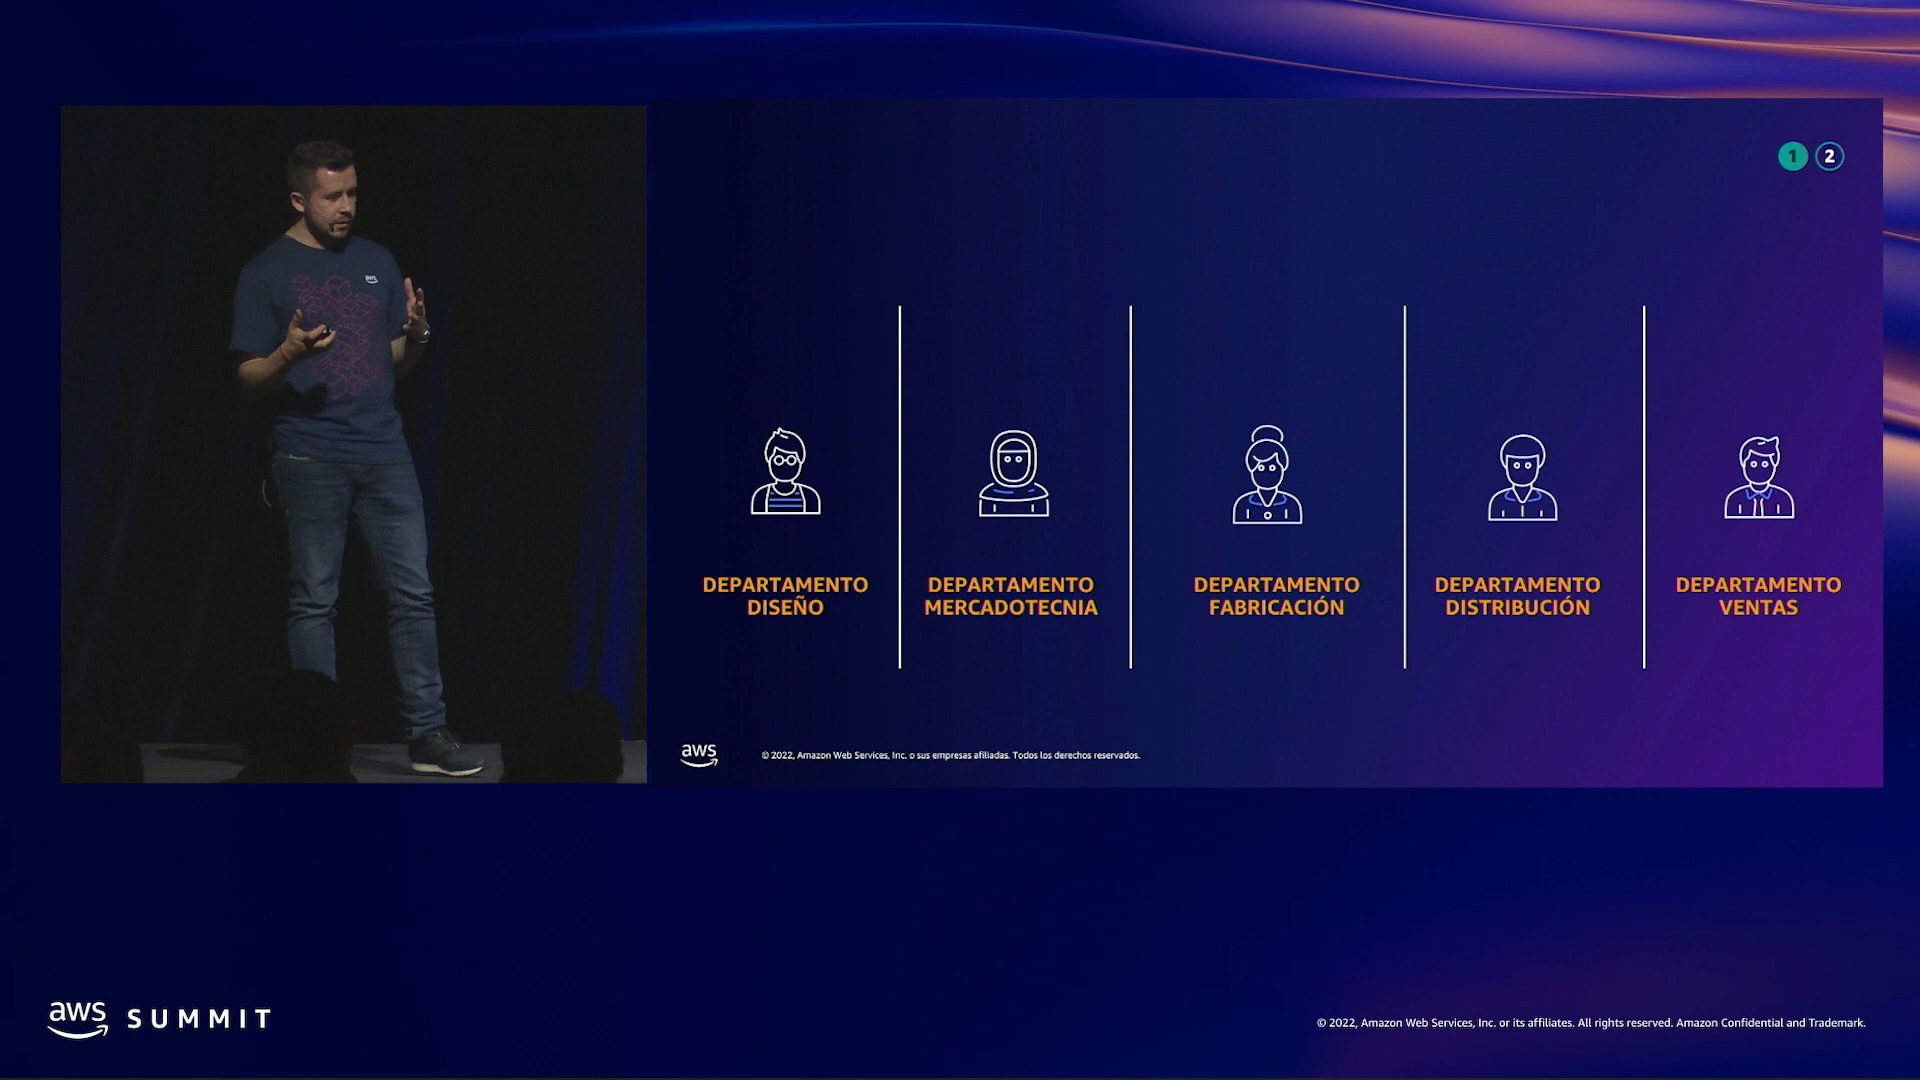 aws
1 2
DEPARTAMENTO
DISEÑO
DEPARTAMENTO
MERCADOTECNIA
DEPARTAMENTO
FABRICACIÓN
DEPARTAMENTO
DISTRIBUCIÓN
DEPARTAMENTO
VENTAS
aws
© 2022, Amazon Web Services, Inc. o sus empresas afiliadas. Todos los derechos reservados.
aws SUMMIT
© 2022, Amazon Web Services, Inc. or its affiliates. All rights reserved. Amazon Confidential and Trademark.